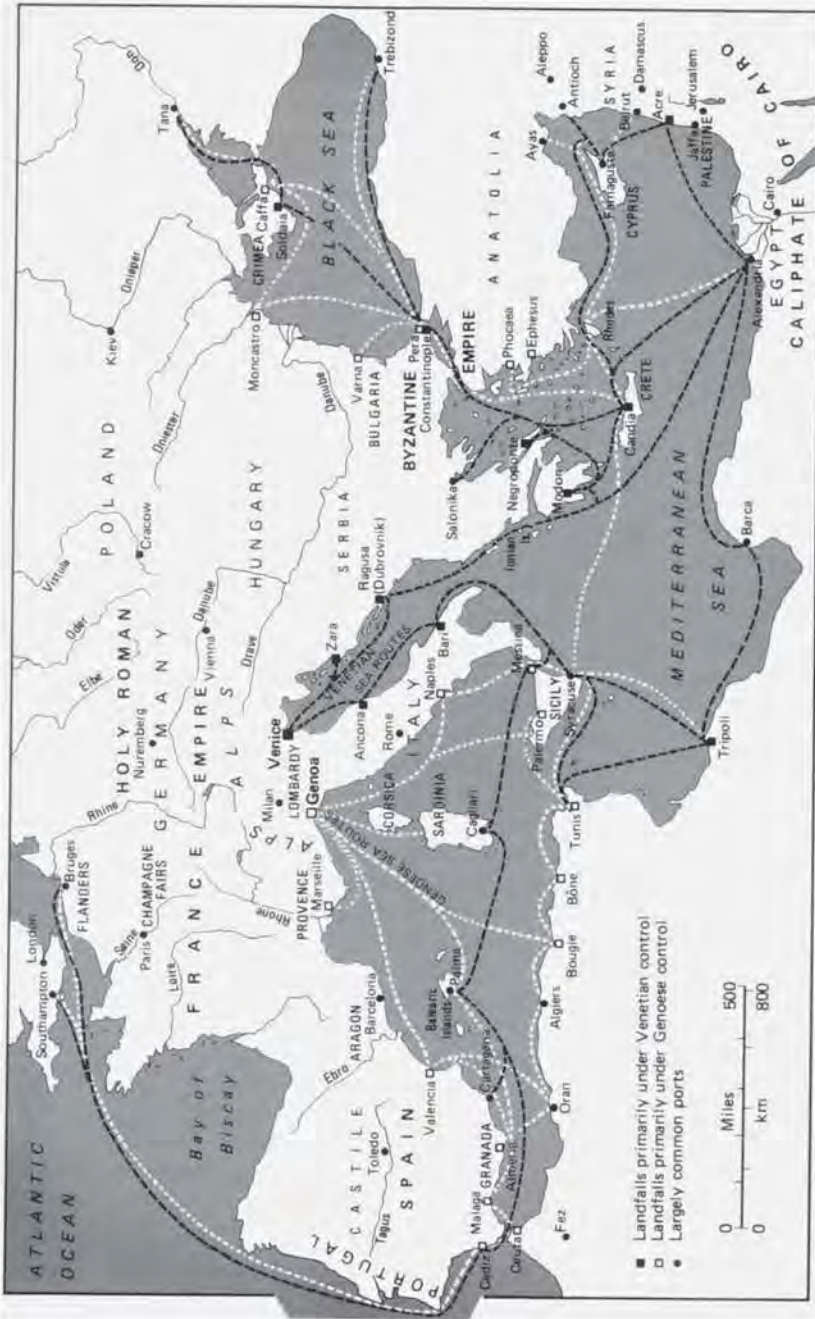 ATLANTIC
OCEAN
Southampton
London
Bruges
FLANDERS
Bay of
Biscay
Seine
Paris
CHAMPAGNE
FAIRS
Loire
FRANCE
Rhine
Rhone
PROVENCE
Marseille
HOLY ROMAN
EMPIRE
GERMANY
Nuremberg
Elbe
Oder
Vistula
POLAND
Cracow
Vienna
Danube
Drave
HUNGARY
ALPS
ALPS
Milan
LOMBARDY
Genoa
Venice
Kiev
Dnieper
Dniester
Don
Tana
CRIMEA
Caffa
Soldaia
Moncastro
BLACK SEA
Trebizond
Danube
Varna
BULGARIA
SERBIA
Ragusa
(Dubrovnik)
Zara
VENETIAN
SEA ROUTES
Ancona
Rome
ITALY
Naples
Bari
CORSICA
SARDINIA
Cagliari
GENOESE SEA ROUTES
PORTUGAL
CASTILE
Toledo
Tagus
SPAIN
Ebro
ARAGON
Barcelona
Valencia
Balearic
Islands
Palma
Cartagena
GRANADA
Almeria
Malaga
Cadiz
Ceuta
Fez
Oran
Algiers
Bougie
Bône
Tunis
Palermo
Messina
SICILY
Syracuse
Tripoli
Barca
MEDITERRANEAN
SEA
BYZANTINE
EMPIRE
Pera
Constantinople
Salonika
Negroponte
Modon
Ionian
Is.
Candia
CRETE
Phocaea
Ephesus
Rhodes
ANATOLIA
Ayas
Aleppo
Antioch
SYRIA
Famagusta
CYPRUS
Beirut
Damascus
Acre
Jaffa
Jerusalem
PALESTINE
Alexandria
Cairo
EGYPT
CALIPHATE OF CAIRO
■ Landfalls primarily under Venetian control
□ Landfalls primarily under Genoese control
● Largely common ports
0 Miles 500
0 km 800